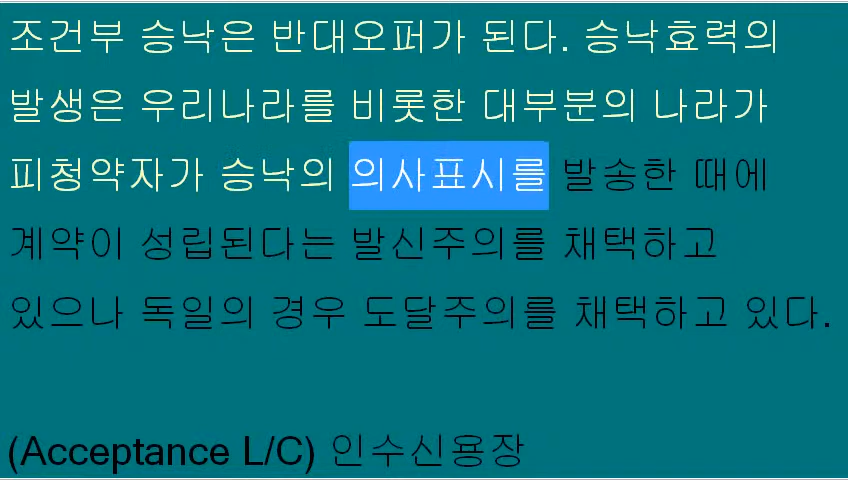 조건부 승낙은 반대오퍼가 된다. 승낙효력의
발생은 우리나라를 비롯한 대부분의 나라가
피청약자가 승낙의 의사표시를 발송한 때에
계약이 성립된다는 발신주의를 채택하고
있으나 독일의 경우 도달주의를 채택하고 있다.
(Acceptance L/C) 인수신용장